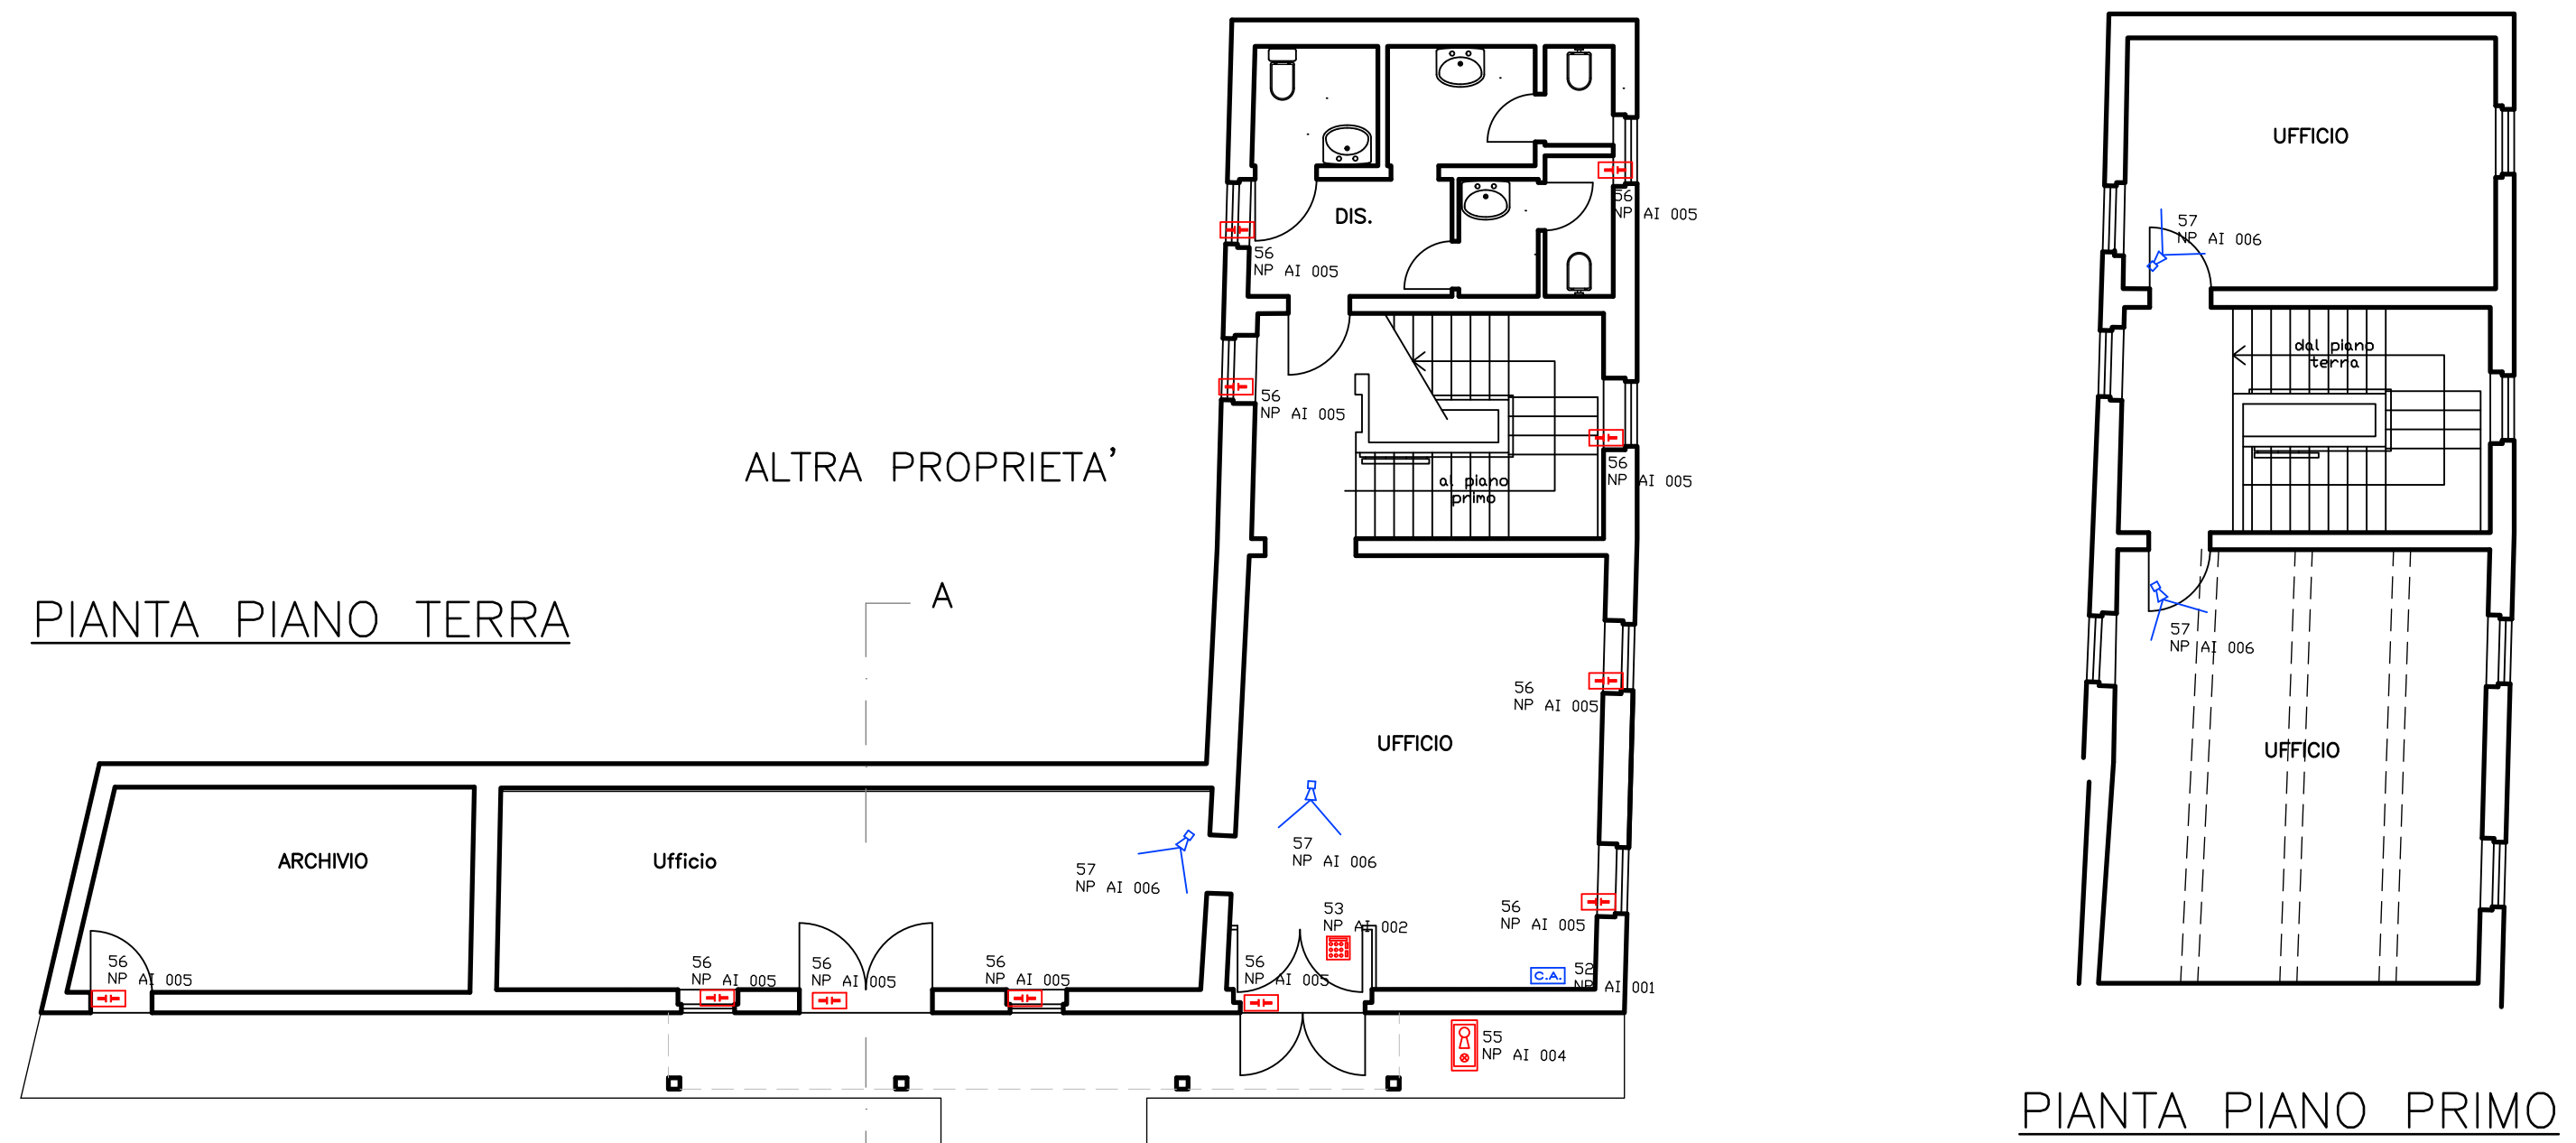 UFFICIO
56
NP AI 005
DIS.
56
NP AI 005
57
NP AI 006
56
NP AI 005
dal piano
terra
ALTRA PROPRIETA'
56
NP AI 005
al piano
primo
A
PIANTA PIANO TERRA
57
NP AI 006
56
NP AI 005
UFFICIO
UFFICIO
ARCHIVIO
Ufficio
57
NP AI 006
57
NP AI 006
56
NP AI 005
53
NP AI 002
56
NP AI 005
56
NP AI 005
56
NP AI 005
56
NP AI 005
56
NP AI 005
C.A.
52
NP AI 001
55
NP AI 004
PIANTA PIANO PRIMO